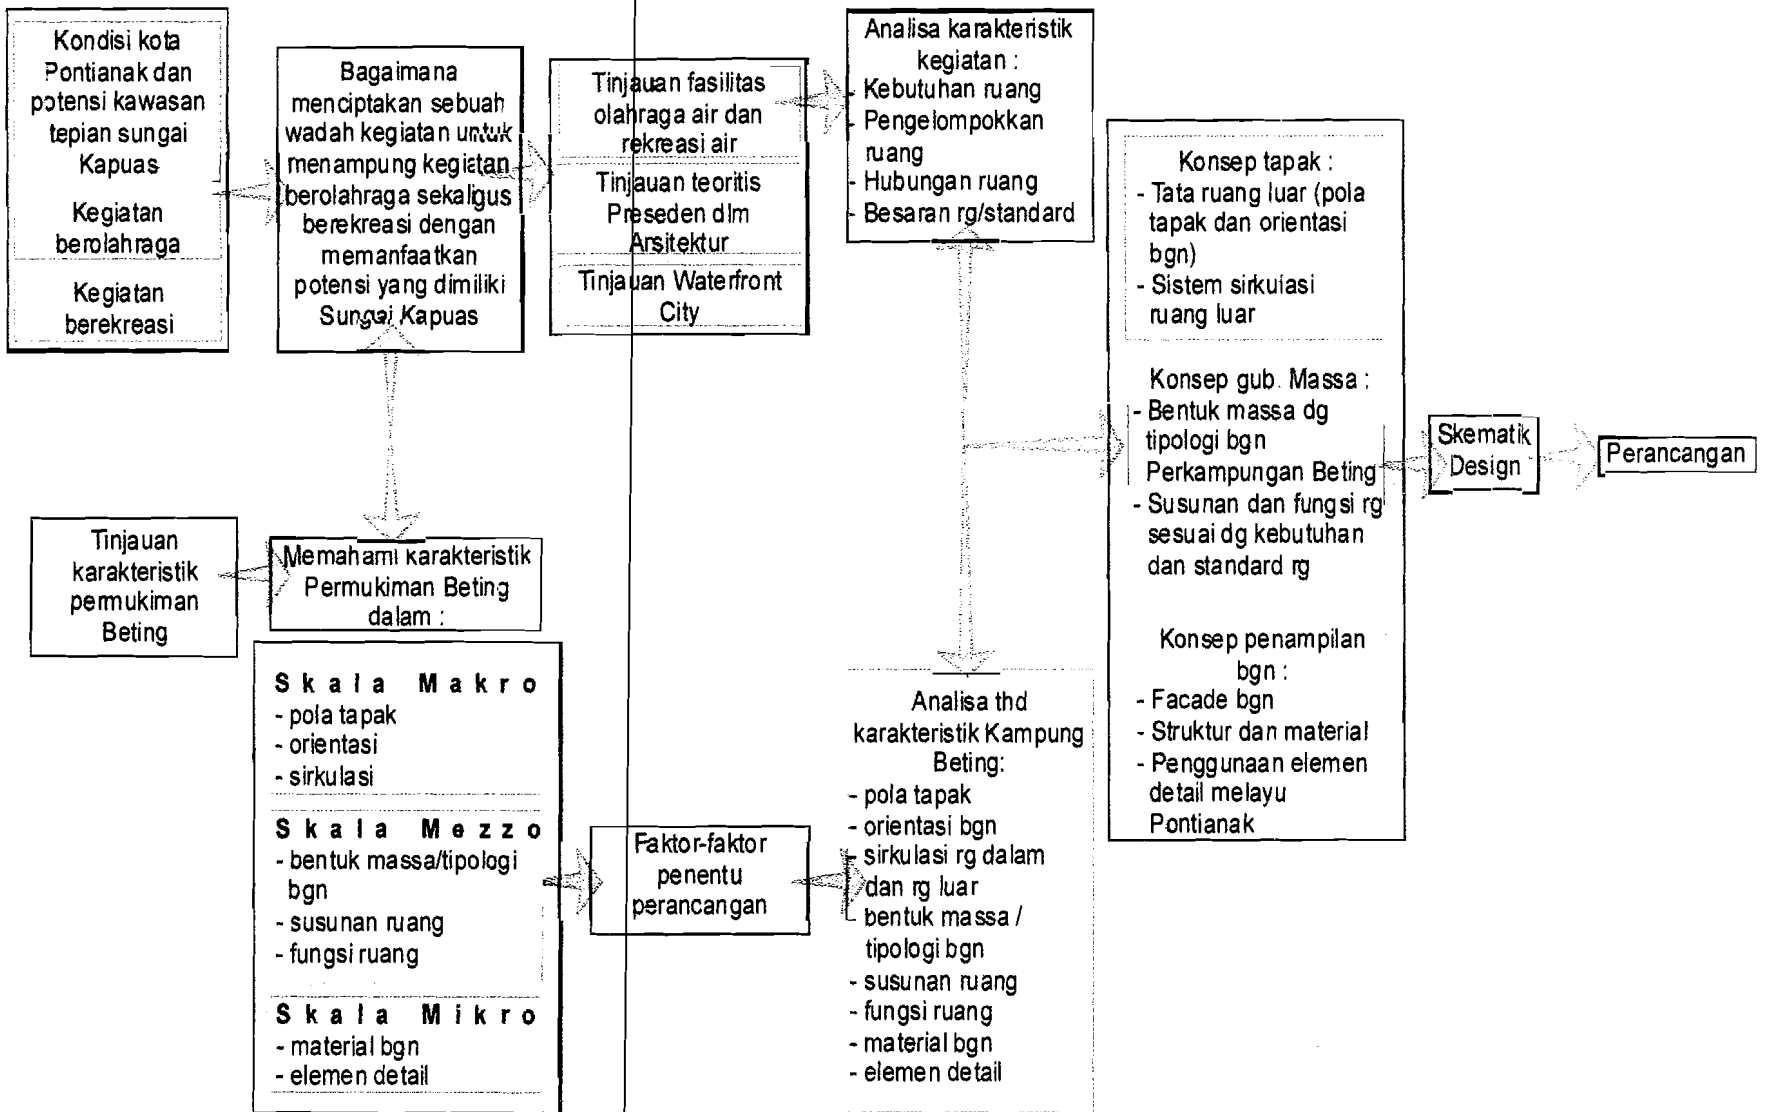 Kondisi kota
Pontianak dan
potensi kawasan
tepian sungai
Kapuas
Kegiatan
berolahraga
Kegiatan
berekreasi
Bagaimana
menciptakan sebuah
wadah kegiatan untuk
menampung kegiatan
berolahraga sekaligus
berekreasi dengan
memanfaatkan
potensi yang dimiliki
Sungai Kapuas
Tinjauan fasilitas
olahraga air dan
rekreasi air
Tinjauan teoritis
Preseden dlm
Arsitektur
Tinjauan Waterfront
City
Analisa karakteristik
kegiatan :
- Kebutuhan ruang
- Pengelompokkan
ruang
- Hubungan ruang
- Besaran rg/standard
Konsep tapak :
- Tata ruang luar (pola
tapak dan orientasi
bgn)
- Sistem sirkulasi
ruang luar
Konsep gub. Massa :
- Bentuk massa dg
tipologi bgn
Perkampungan Beting
- Susunan dan fungsi rg
sesuai dg kebutuhan
dan standard rg
Konsep penampilan
bgn :
- Facade bgn
- Struktur dan material
- Penggunaan elemen
detail melayu
Pontianak
Skematik
Design
Perancangan
Tinjauan
karakteristik
permukiman
Beting
Memahami karakteristik
Permukiman Beting
dalam :
Skala Makro
- pola tapak
- orientasi
- sirkulasi
Skala Mezzo
- bentuk massa/tipologi
bgn
- susunan ruang
- fungsi ruang
Skala Mikro
- material bgn
- elemen detail
Faktor-faktor
penentu
perancangan
Analisa thd
karakteristik Kampung
Beting:
- pola tapak
- orientasi bgn
- sirkulasi rg dalam
dan rg luar
- bentuk massa /
tipologi bgn
- susunan ruang
- fungsi ruang
- material bgn
- elemen detail